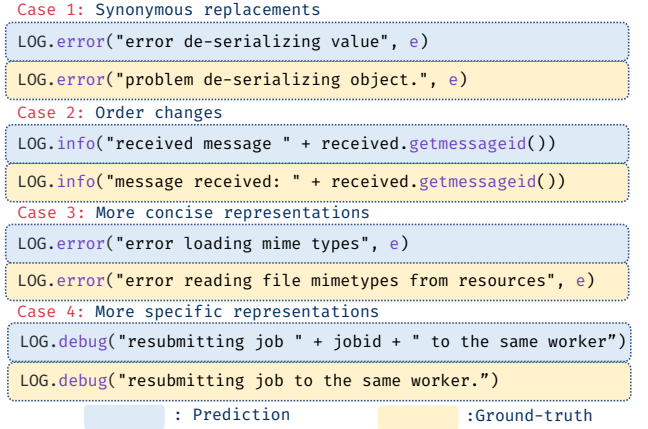 Case 1: Synonymous replacements
LOG.error("error de-serializing value", e)
LOG.error("problem de-serializing object.", e)
Case 2: Order changes
LOG.info("received message " + received.getmessageid())
LOG.info("message received: " + received.getmessageid())
Case 3: More concise representations
LOG.error("error loading mime types", e)
LOG.error("error reading file mimetypes from resources", e)
Case 4: More specific representations
LOG.debug("resubmitting job " + jobid + " to the same worker”)
LOG.debug("resubmitting job to the same worker.”)
: Prediction :Ground-truth